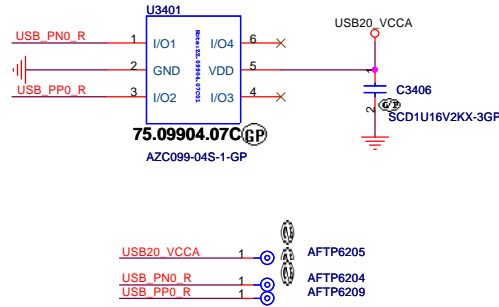 U3401
USB20_VCCA
USB_PN0_R 1 I/O1 I/O4 6
2 GND VDD 5
USB_PP0_R 3 I/O2 I/O3 4
1
C3406
2
GP
SCD1U16V2KX-3GP
75.09904.07C GP
AZC099-04S-1-GP
USB20_VCCA 1 AFTP6205
USB_PN0_R 1 AFTP6204
USB_PP0_R 1 AFTP6209